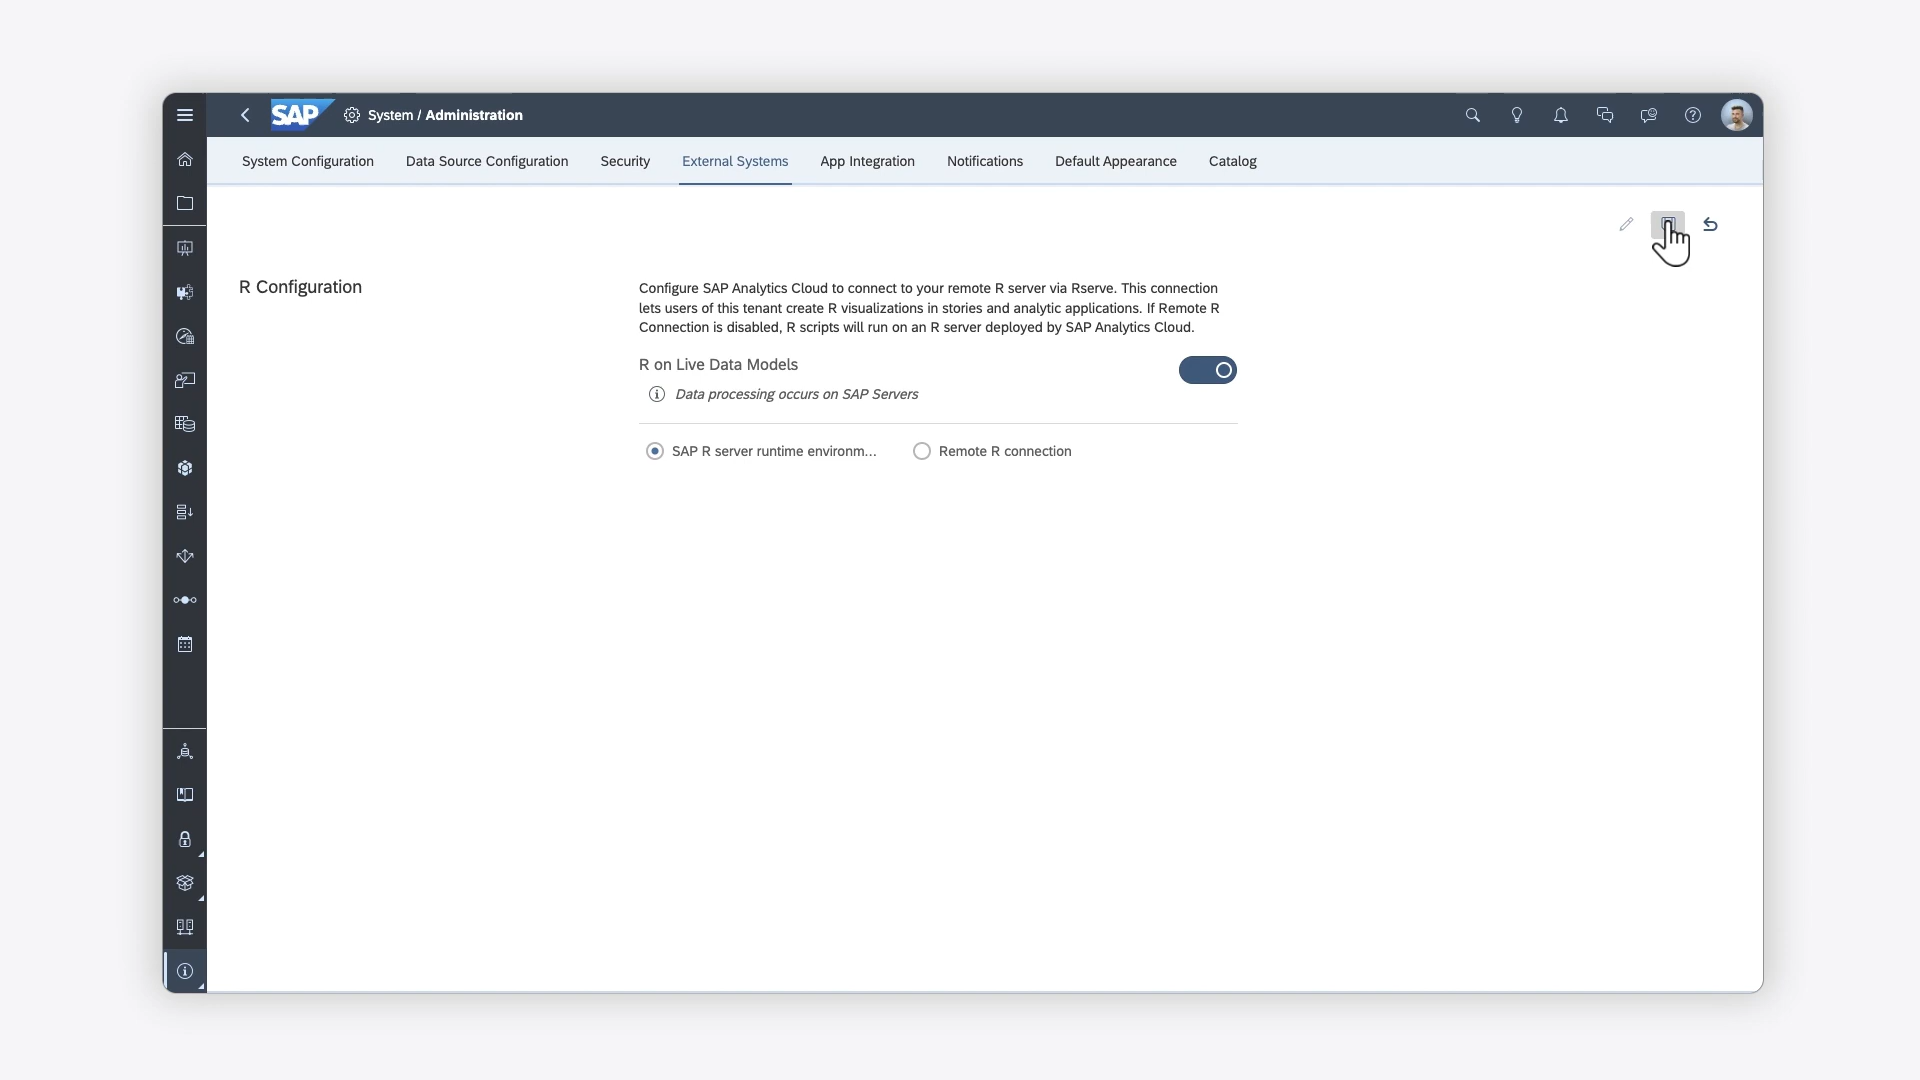 SAP
System / Administration
System Configuration
Data Source Configuration
Security
External Systems
App Integration
Notifications
Default Appearance
Catalog
R Configuration
Configure SAP Analytics Cloud to connect to your remote R server via Rserve. This connection
lets users of this tenant create R visualizations in stories and analytic applications. If Remote R
Connection is disabled, R scripts will run on an R server deployed by SAP Analytics Cloud.
R on Live Data Models
Data processing occurs on SAP Servers
SAP R server runtime environm...
Remote R connection